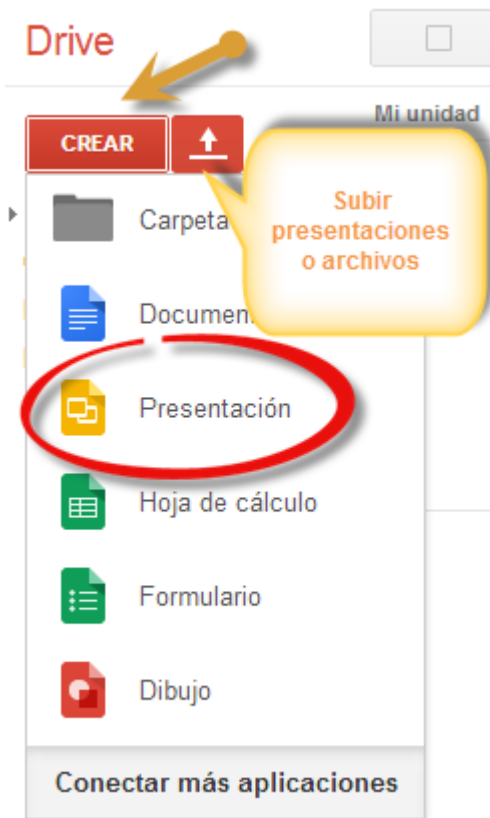 Drive
Mi unidad
CREAR
Subir
presentaciones
o archivos
Carpeta
Documen
Presentación
Hoja de cálculo
Formulario
Dibujo
Conectar más aplicaciones